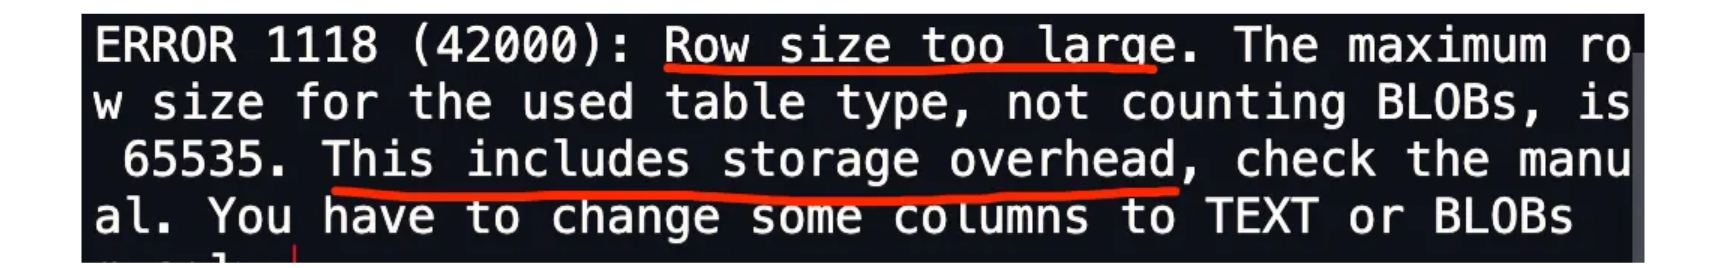 ERROR 1118 (42000): Row size too large. The maximum ro
w size for the used table type, not counting BLOBs, is
 65535. This includes storage overhead, check the manu
al. You have to change some columns to TEXT or BLOBs